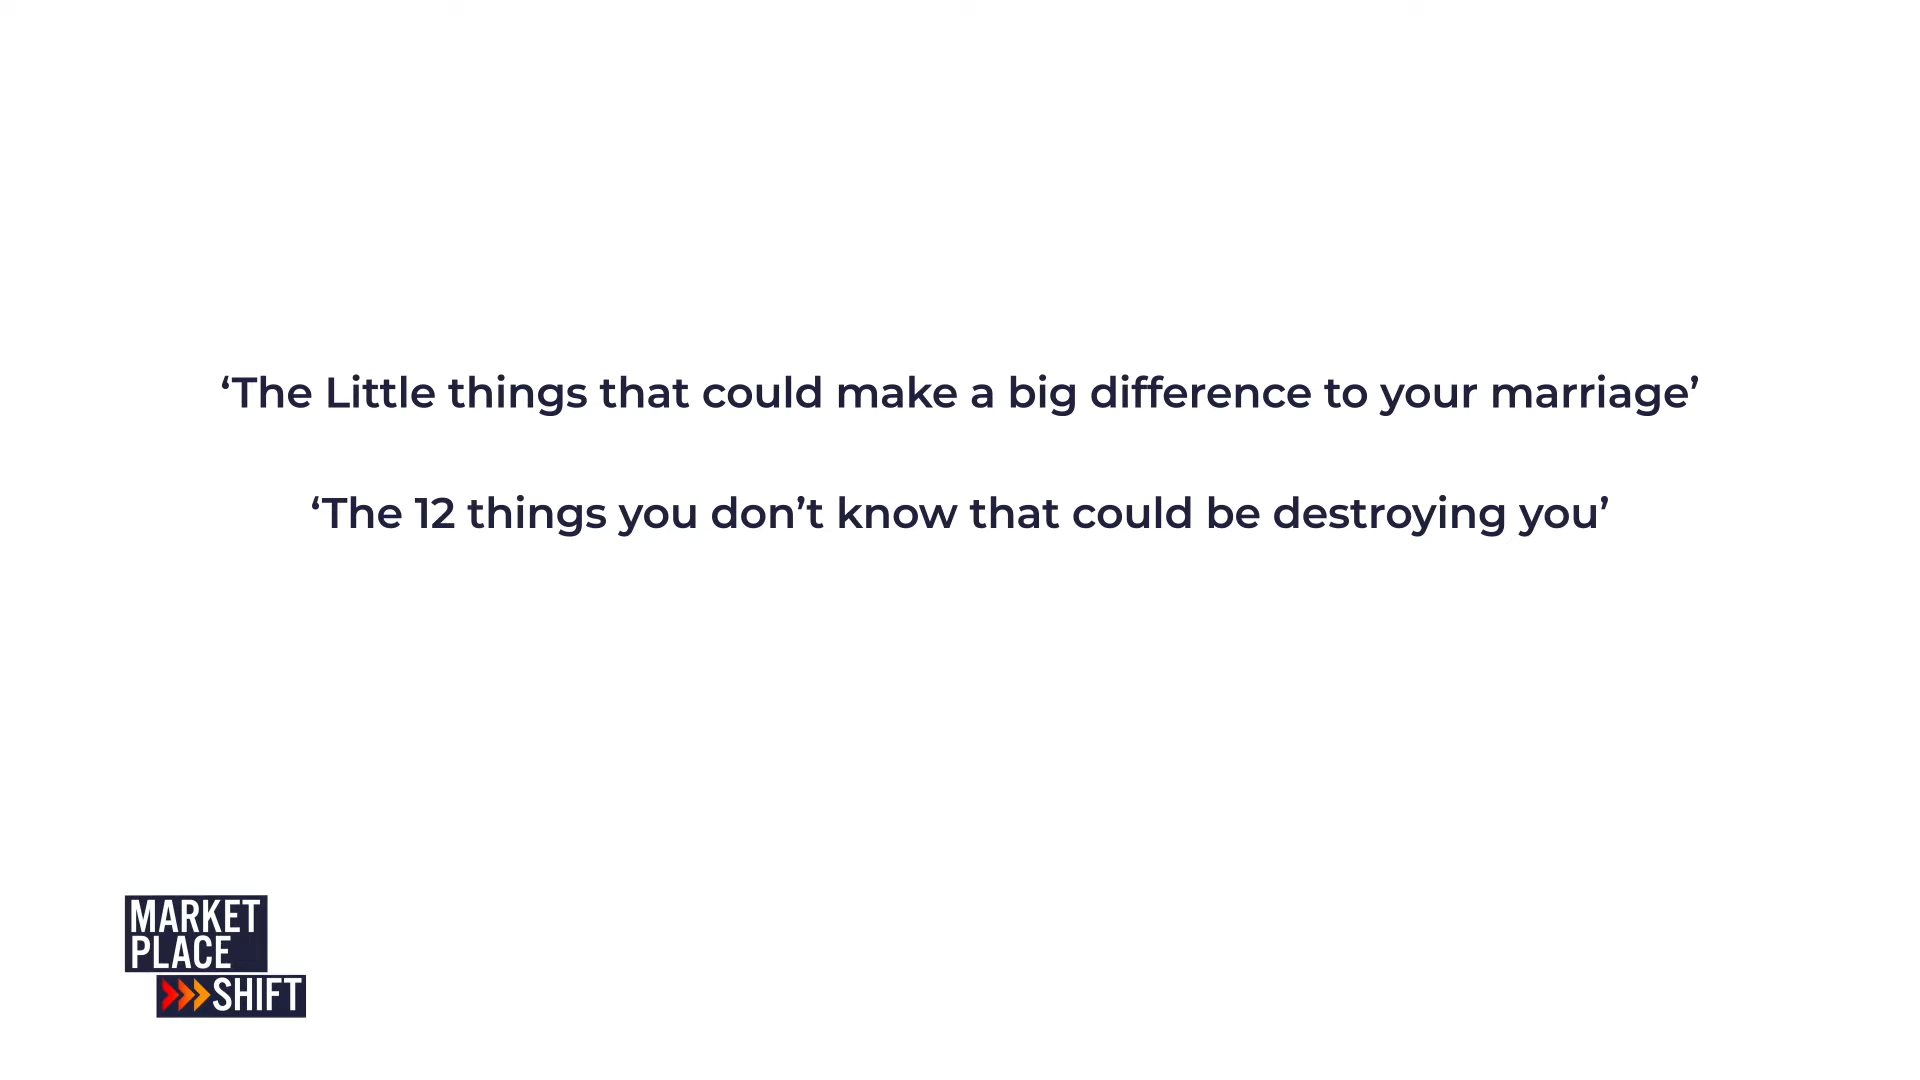 ‘The Little things that could make a big difference to your marriage’
‘The 12 things you don’t know that could be destroying you’
MARKET
PLACE
SHIFT